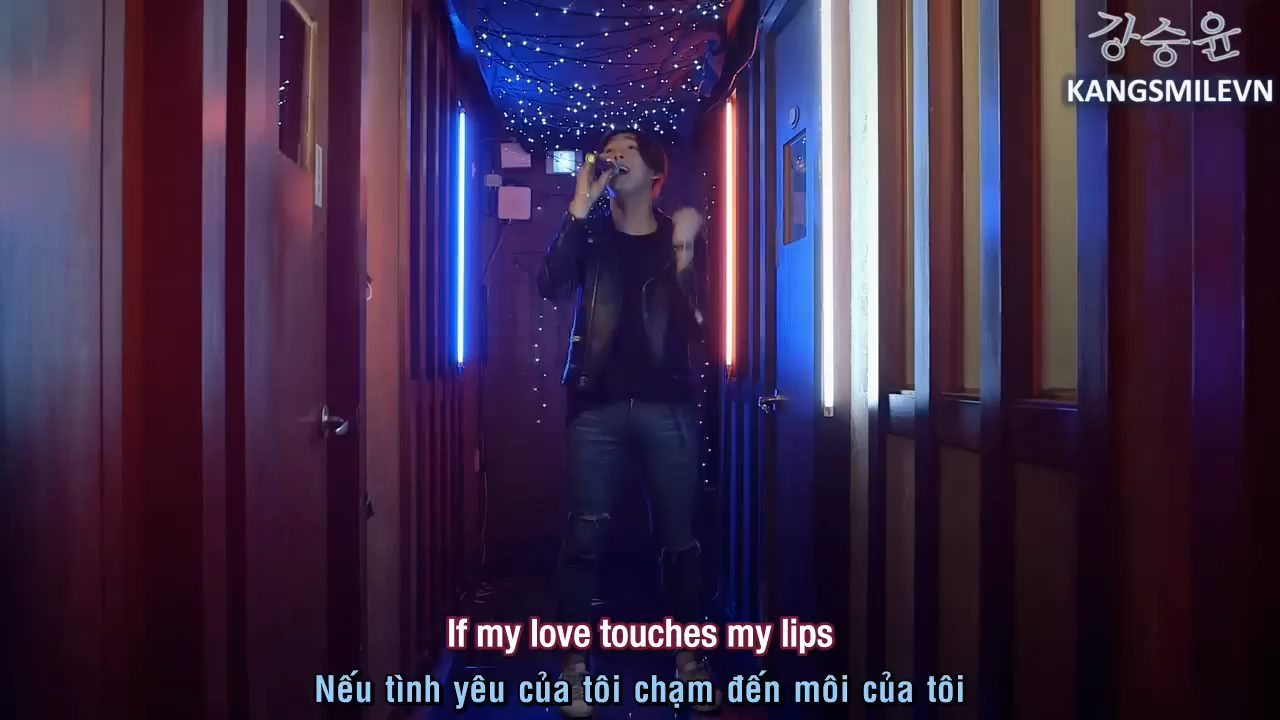 강승윤
KANGSMILEVN
If my love touches my lips
Nếu tình yêu của tôi chạm đến môi của tôi